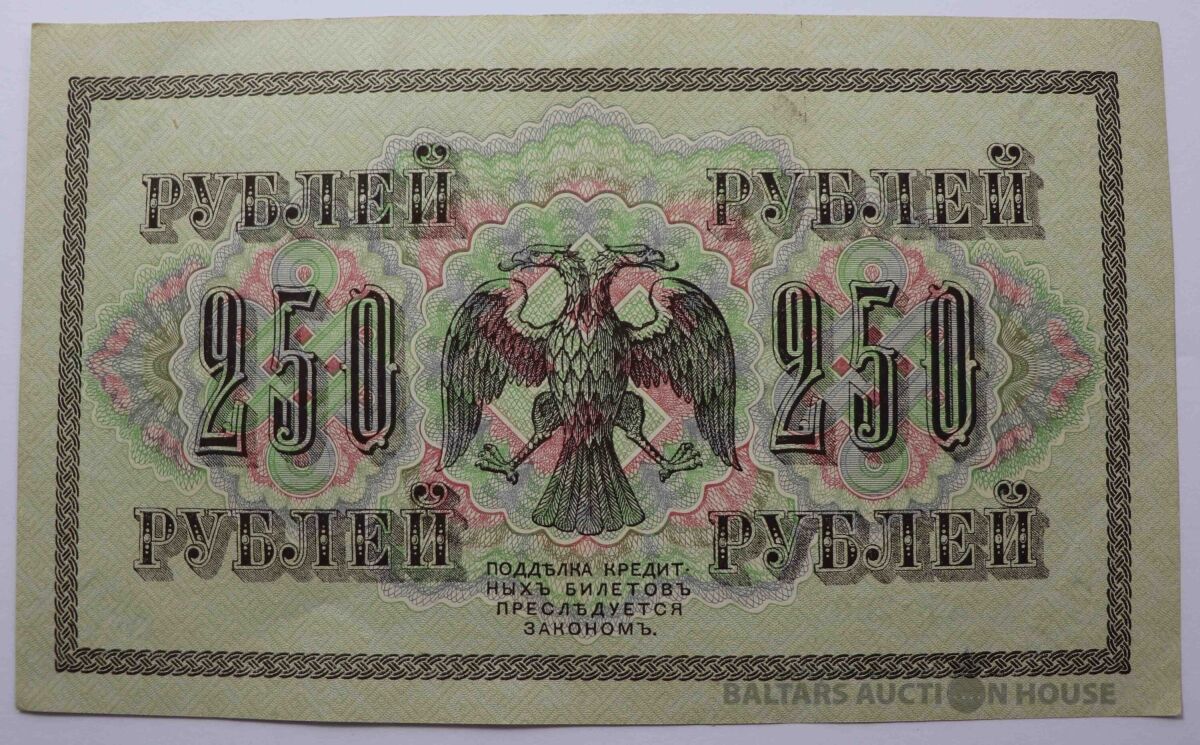 РУБЛЕЙ РУБЛЕЙ
250 250
РУБЛЕЙ РУБЛЕЙ
ПОДДѢЛКА КРЕДИТ-
НЫХЪ БИЛЕТОВЪ
ПРЕСЛѢДУЕТСЯ
ЗАКОНОМЪ.
BALTARS AUCTION HOUSE